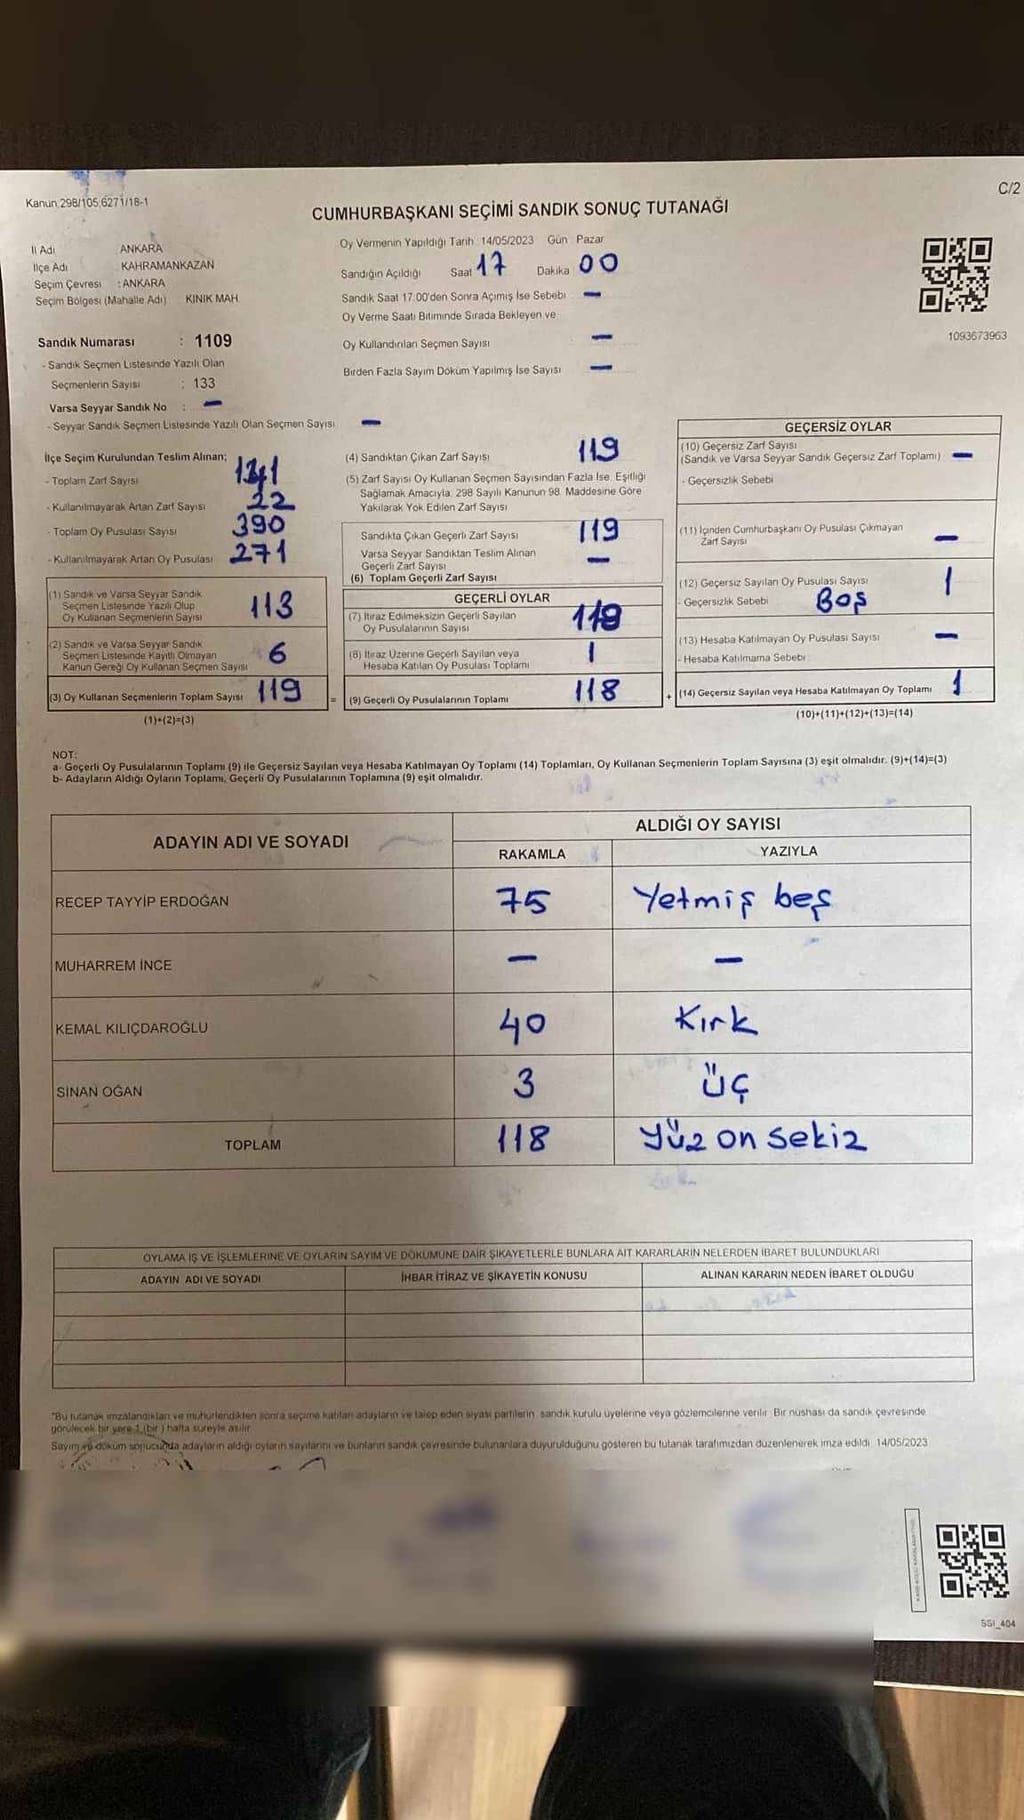 Kanun 298/105,6271/18-1
C/2
CUMHURBAŞKANI SEÇİMİ SANDIK SONUÇ TUTANAĞI
İl Adı ANKARA
İlçe Adı : KAHRAMANKAZAN
Seçim Çevresi : ANKARA
Seçim Bölgesi (Mahalle Adı) KINIK MAH.
Oy Vermenin Yapıldığı Tarih 14/05/2023 Gün Pazar
Sandığın Açıldığı Saat 17 Dakika 00
Sandık Saat 17.00'den Sonra Açımış İse Sebebi –
Oy Verme Saati Bitiminde Sırada Bekleyen ve
Oy Kullandırılan Seçmen Sayısı –
Birden Fazla Sayım Döküm Yapılmış İse Sayısı –
1093673963
Sandık Numarası : 1109
- Sandık Seçmen Listesinde Yazılı Olan
Seçmenlerin Sayısı : 133
Varsa Seyyar Sandık No : –
- Seyyar Sandık Seçmen Listesinde Yazılı Olan Seçmen Sayısı –
İlçe Seçim Kurulundan Teslim Alınan;
- Toplam Zarf Sayısı
- Kullanılmayarak Artan Zarf Sayısı 22
- Toplam Oy Pusulası Sayısı 390
- Kullanılmayarak Artan Oy Pusulası 271
(1) Sandık ve Varsa Seyyar Sandık
Seçmen Listesinde Yazılı Olup
Oy Kullanan Seçmenlerin Sayısı 113
(2) Sandık ve Varsa Seyyar Sandık
Seçmen Listesinde Kayıtlı Olmayan
Kanun Gereği Oy Kullanan Seçmen Sayısı 6
(3) Oy Kullanan Seçmenlerin Toplam Sayısı 119 =
(1)+(2)=(3)
(4) Sandıktan Çıkan Zarf Sayısı 119
(5) Zarf Sayısı Oy Kullanan Seçmen Sayısından Fazla İse, Eşitliği
Sağlamak Amacıyla, 298 Sayılı Kanunun 98. Maddesine Göre
Yakılarak Yok Edilen Zarf Sayısı
Sandıkta Çıkan Geçerli Zarf Sayısı 119
Varsa Seyyar Sandıktan Teslim Alınan
Geçerli Zarf Sayısı –
(6) Toplam Geçerli Zarf Sayısı
GEÇERLİ OYLAR
(7) İtiraz Edilmeksizin Geçerli Sayılan
Oy Pusulalarının Sayısı
(8) İtiraz Üzerine Geçerli Sayılan veya
Hesaba Katılan Oy Pusulası Toplamı 1
(9) Geçerli Oy Pusulalarının Toplamı 118 +
GEÇERSİZ OYLAR
(10) Geçersiz Zarf Sayısı
(Sandık ve Varsa Seyyar Sandık Geçersiz Zarf Toplamı) –
- Geçersizlik Sebebi
(11) İçinden Cumhurbaşkanı Oy Pusulası Çıkmayan
Zarf Sayısı –
(12) Geçersiz Sayılan Oy Pusulası Sayısı 1
- Geçersizlik Sebebi Boş
(13) Hesaba Katılmayan Oy Pusulası Sayısı –
- Hesaba Katılmama Sebebi
(14) Geçersiz Sayılan veya Hesaba Katılmayan Oy Toplamı 1
(10)+(11)+(12)+(13)=(14)
NOT:
a- Geçerli Oy Pusulalarının Toplamı (9) ile Geçersiz Sayılan veya Hesaba Katılmayan Oy Toplamı (14) Toplamları, Oy Kullanan Seçmenlerin Toplam Sayısına (3) eşit olmalıdır. (9)+(14)=(3)
b- Adayların Aldığı Oyların Toplamı, Geçerli Oy Pusulalarının Toplamına (9) eşit olmalıdır.
ADAYIN ADI VE SOYADI ALDIĞI OY SAYISI
RAKAMLA YAZIYLA
RECEP TAYYİP ERDOĞAN 75 Yetmiş beş
MUHARREM İNCE – –
KEMAL KILIÇDAROĞLU 40 Kırk
SİNAN OĞAN 3 üç
TOPLAM 118 Yüz on sekiz
OYLAMA İŞ VE İŞLEMLERİNE VE OYLARIN SAYIM VE DÖKÜMÜNE DAİR ŞİKAYETLERLE BUNLARA AİT KARARLARIN NELERDEN İBARET BULUNDUKLARI
ADAYIN ADI VE SOYADI İHBAR İTİRAZ VE ŞİKAYETİN KONUSU ALINAN KARARIN NEDEN İBARET OLDUĞU
"Bu tutanak imzalandıktan ve mühürlendikten sonra seçime katılan adayların ve talep eden siyasi partilerin sandık kurulu üyelerine veya gözlemcilerine verilir. Bir nüshası da sandık çevresinde
görülecek bir yere 1 (bir) hafta süreyle asılır
Sayım ve döküm sonucunda adayların aldığı oyların sayılarını ve bunların sandık çevresinde bulunanlara duyurulduğunu gösteren bu tutanak tarafımızdan düzenlenerek imza edildi. 14/05/2023
SSI_404